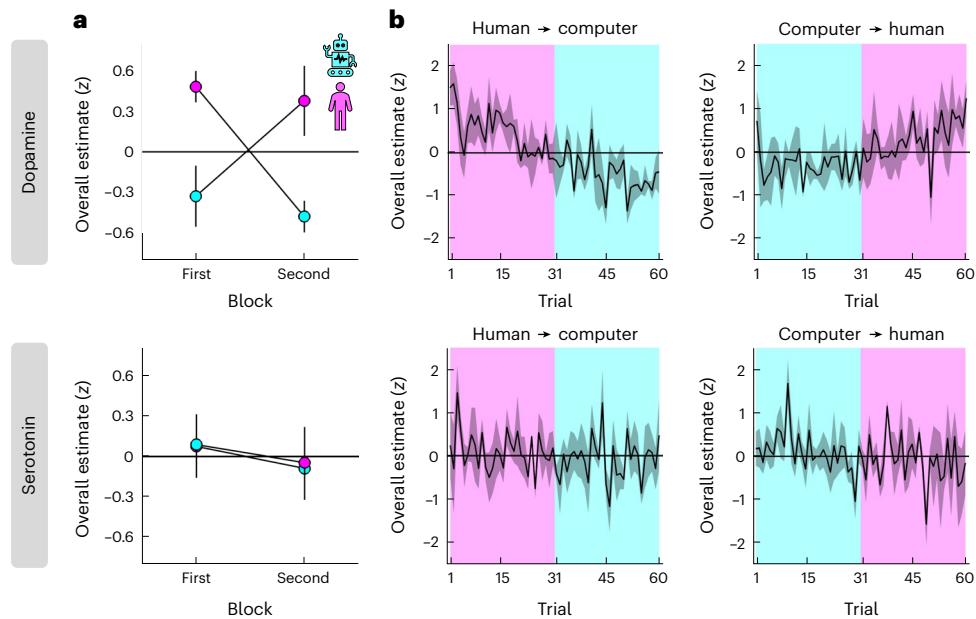 a
b
Dopamine
Overall estimate (z)
0.6
0.3
0
−0.3
−0.6
First
Second
Block
Human → computer
Overall estimate (z)
2
1
0
−1
−2
1
15
31
45
60
Trial
Computer → human
Overall estimate (z)
2
1
0
−1
−2
1
15
31
45
60
Trial
Serotonin
Overall estimate (z)
0.6
0.3
0
−0.3
−0.6
First
Second
Block
Human → computer
Overall estimate (z)
2
1
0
−1
−2
1
15
31
45
60
Trial
Computer → human
Overall estimate (z)
2
1
0
−1
−2
1
15
31
45
60
Trial